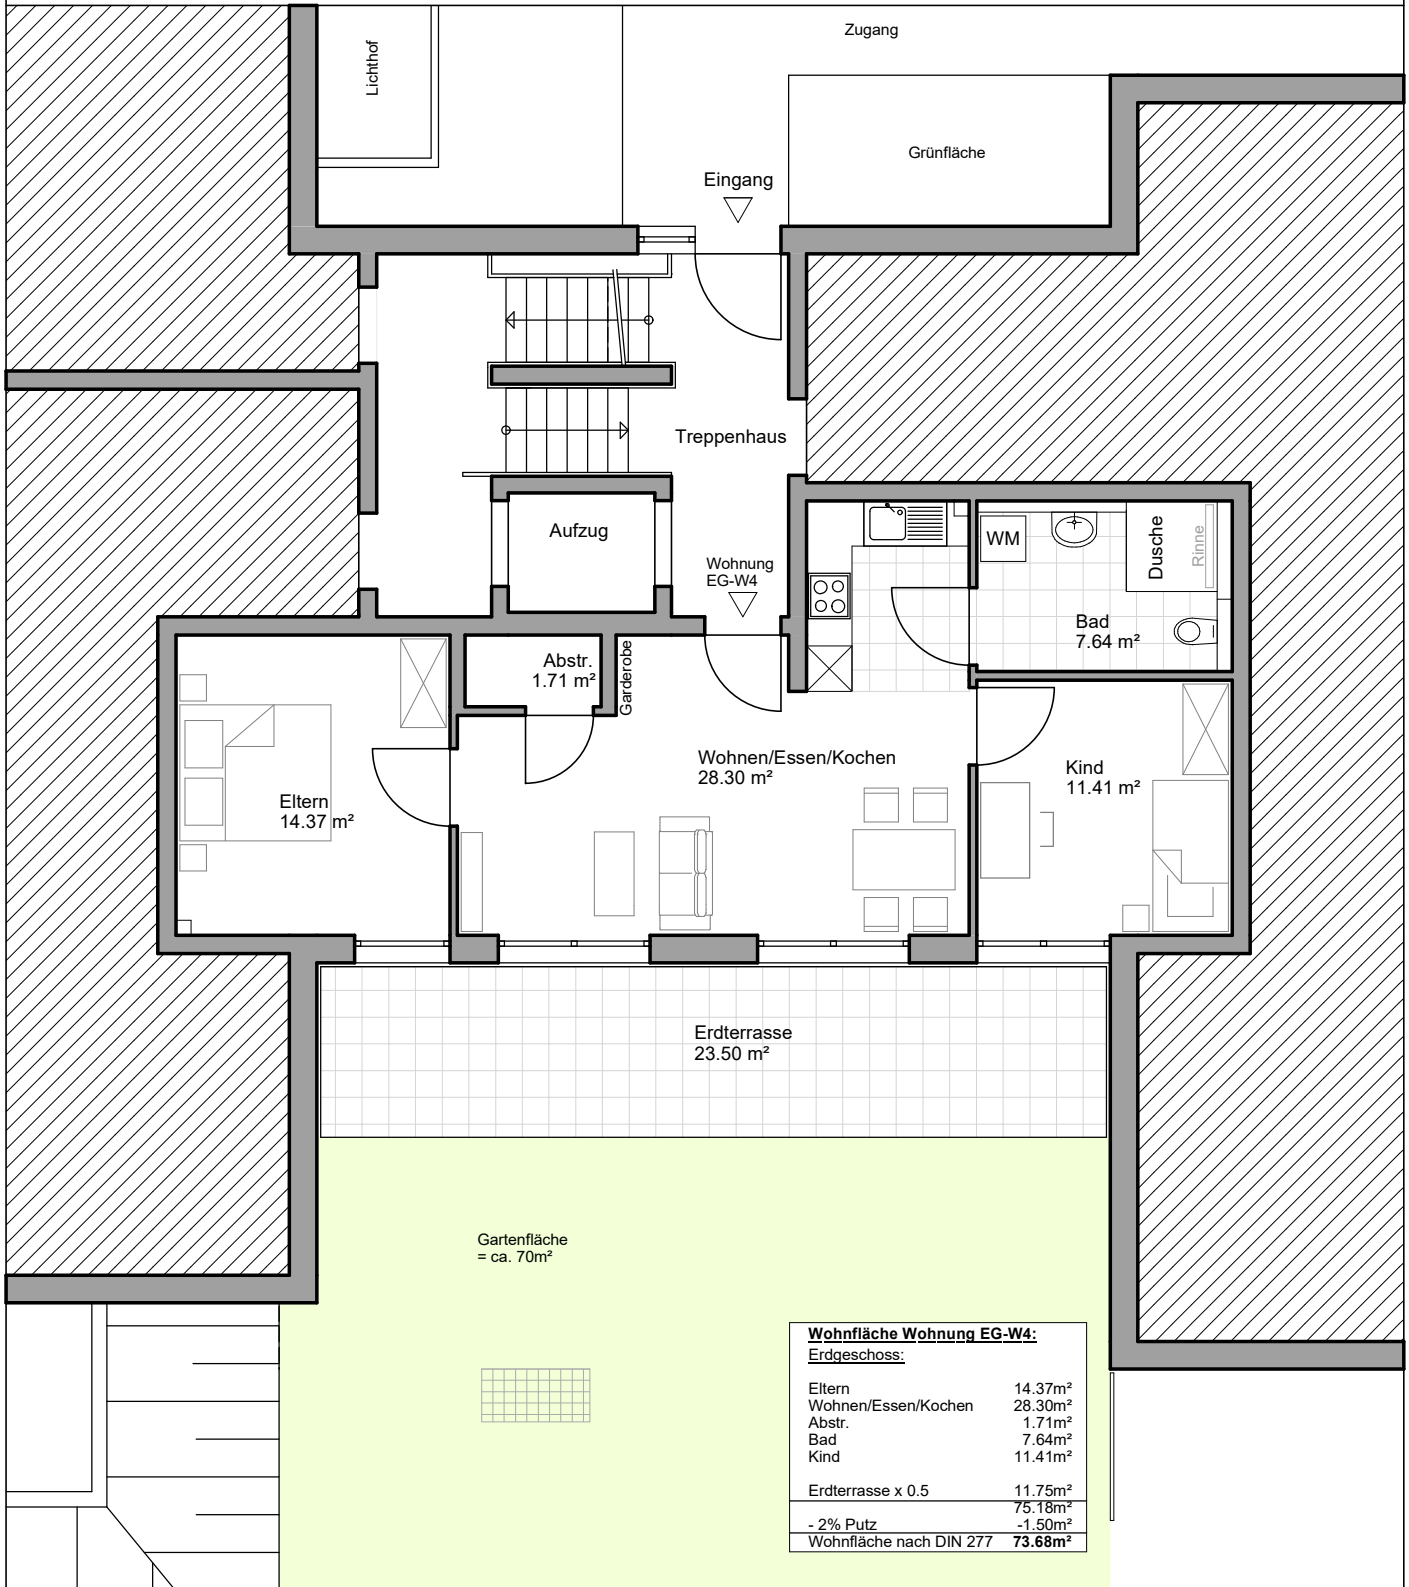 Zugang
Lichthof
Grünfläche
Eingang
Treppenhaus
Aufzug
Wohnung
EG-W4
WM
Dusche
Rinne
Bad
7.64 m²
Abstr.
1.71 m²
Garderobe
Wohnen/Essen/Kochen
28.30 m²
Kind
11.41 m²
Eltern
14.37 m²
Erdterrasse
23.50 m²
Gartenfläche
= ca. 70m²
Wohnfläche Wohnung EG-W4:
Erdgeschoss:
Eltern 14.37m²
Wohnen/Essen/Kochen 28.30m²
Abstr. 1.71m²
Bad 7.64m²
Kind 11.41m²
Erdterrasse x 0.5 11.75m²
75.18m²
- 2% Putz -1.50m²
Wohnfläche nach DIN 277 73.68m²